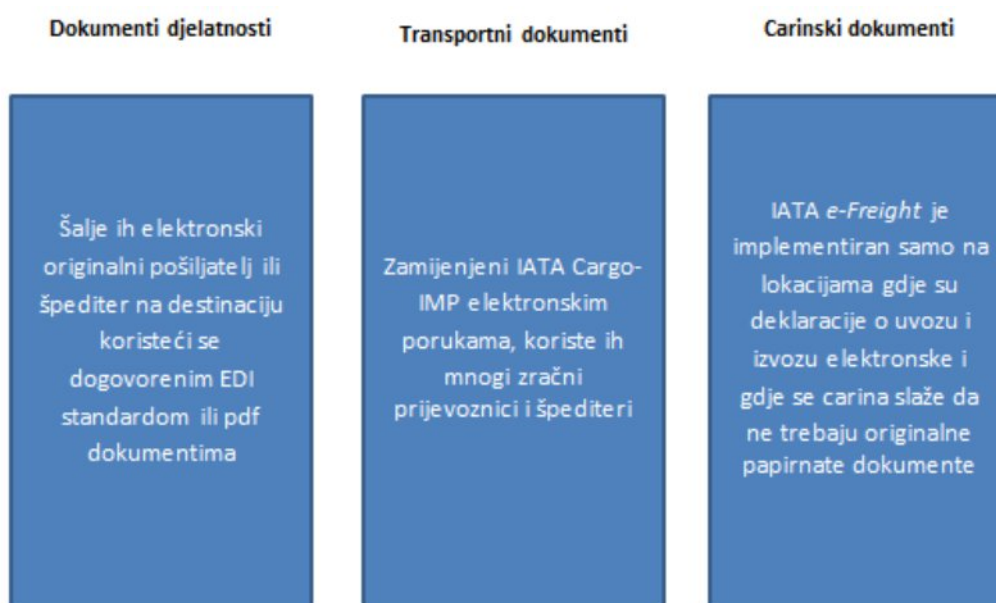 Dokumenti djelatnosti
Transportni dokumenti
Carinski dokumenti
Šalje ih elektronski
originalni pošiljatelj ili
špediter na destinaciju
koristeći se
dogovorenim EDI
standardom ili pdf
dokumentima
Zamijenjeni IATA Cargo-
IMP elektronskim
porukama, koriste ih
mnogi zračni
prijevoznici i špediteri
IATA e-Freight je
implementiran samo na
lokacijama gdje su
deklaracije o uvozu i
izvozu elektronske i
gdje se carina slaže da
ne trebaju originalne
papirnate dokumente